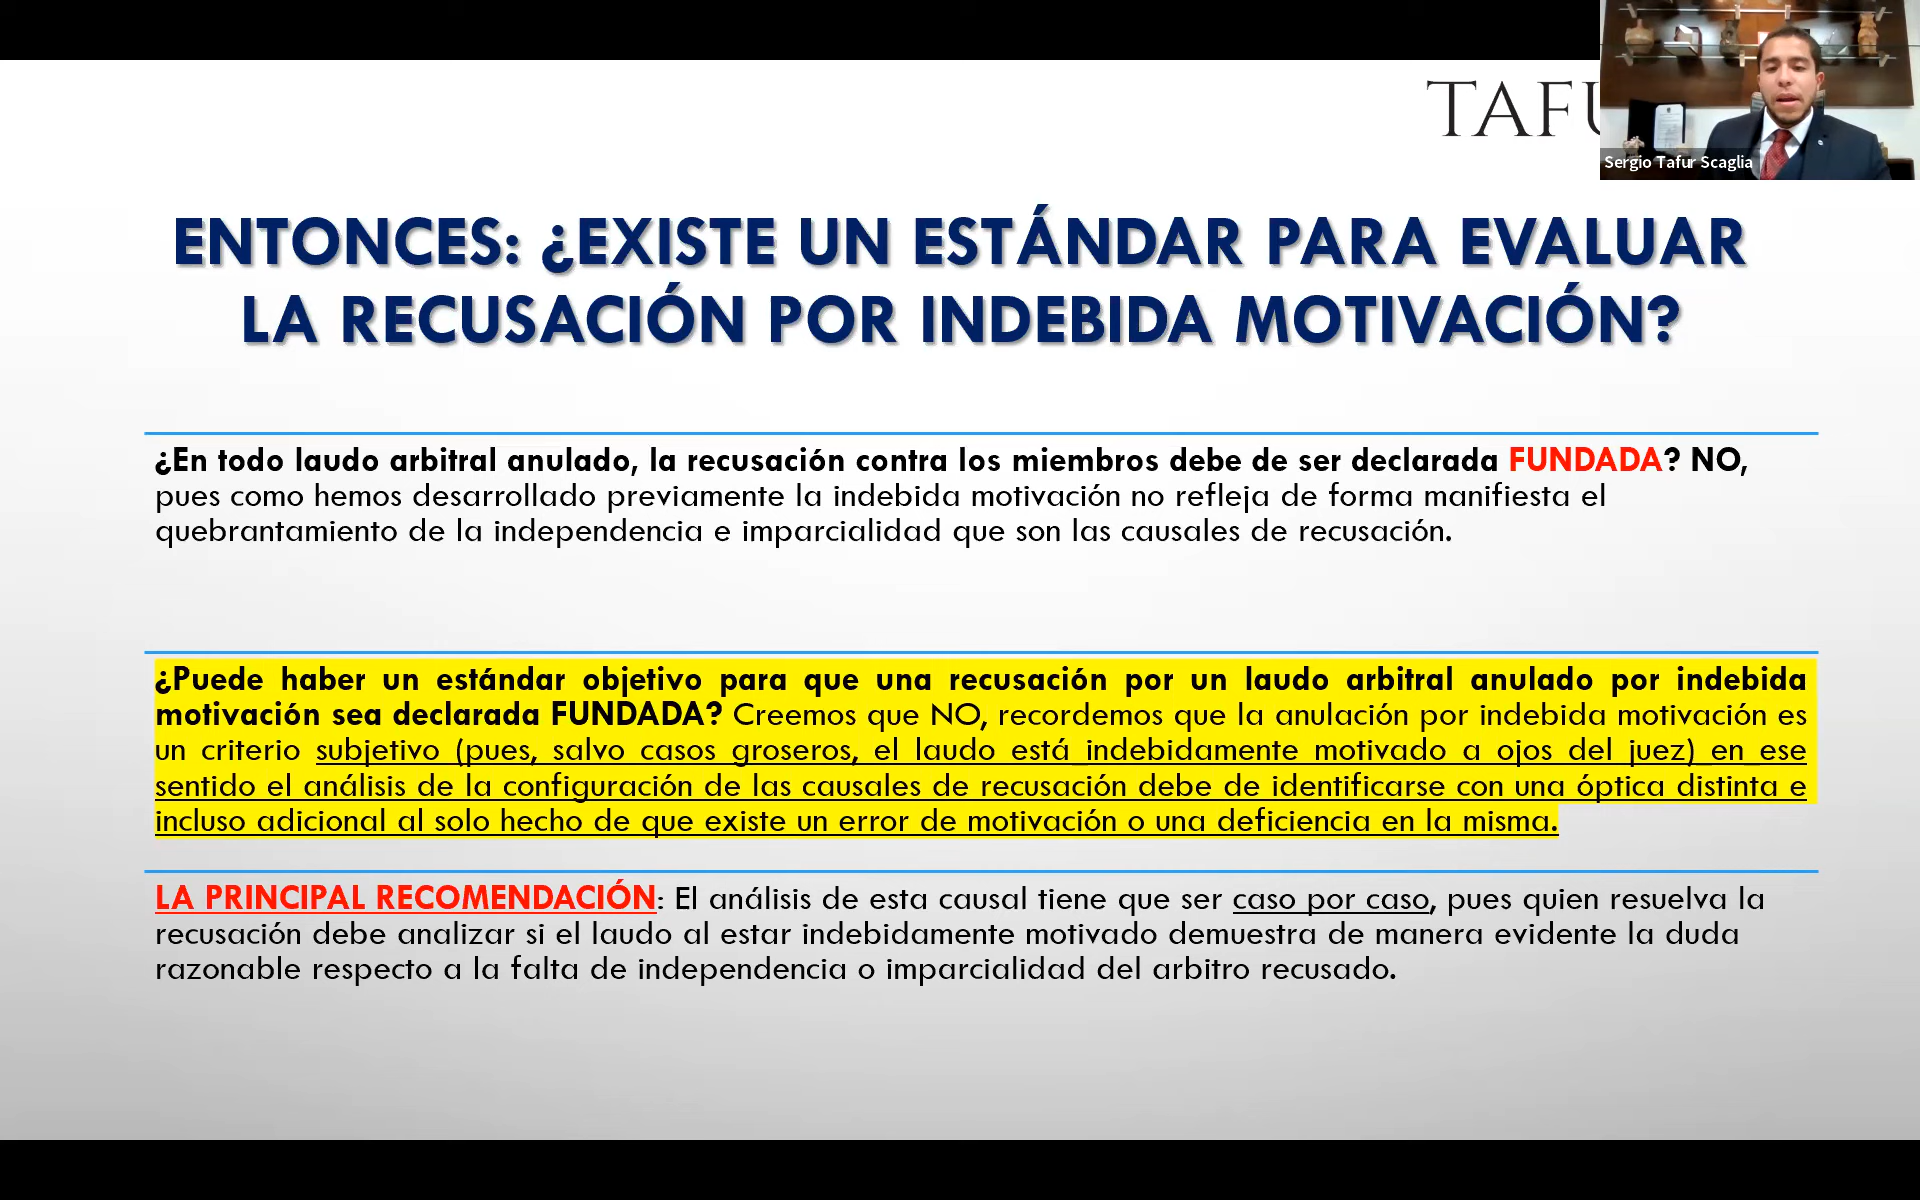 TAFU
Sergio Tafur Scaglia
ENTONCES: ¿EXISTE UN ESTÁNDAR PARA EVALUAR
LA RECUSACIÓN POR INDEBIDA MOTIVACIÓN?
¿En todo laudo arbitral anulado, la recusación contra los miembros debe de ser declarada FUNDADA? NO,
pues como hemos desarrollado previamente la indebida motivación no refleja de forma manifiesta el
quebrantamiento de la independencia e imparcialidad que son las causales de recusación.
¿Puede haber un estándar objetivo para que una recusación por un laudo arbitral anulado por indebida
motivación sea declarada FUNDADA? Creemos que NO, recordemos que la anulación por indebida motivación es
un criterio subjetivo (pues, salvo casos groseros, el laudo está indebidamente motivado a ojos del juez) en ese
sentido el análisis de la configuración de las causales de recusación debe de identificarse con una óptica distinta e
incluso adicional al solo hecho de que existe un error de motivación o una deficiencia en la misma.
LA PRINCIPAL RECOMENDACIÓN: El análisis de esta causal tiene que ser caso por caso, pues quien resuelva la
recusación debe analizar si el laudo al estar indebidamente motivado demuestra de manera evidente la duda
razonable respecto a la falta de independencia o imparcialidad del arbitro recusado.